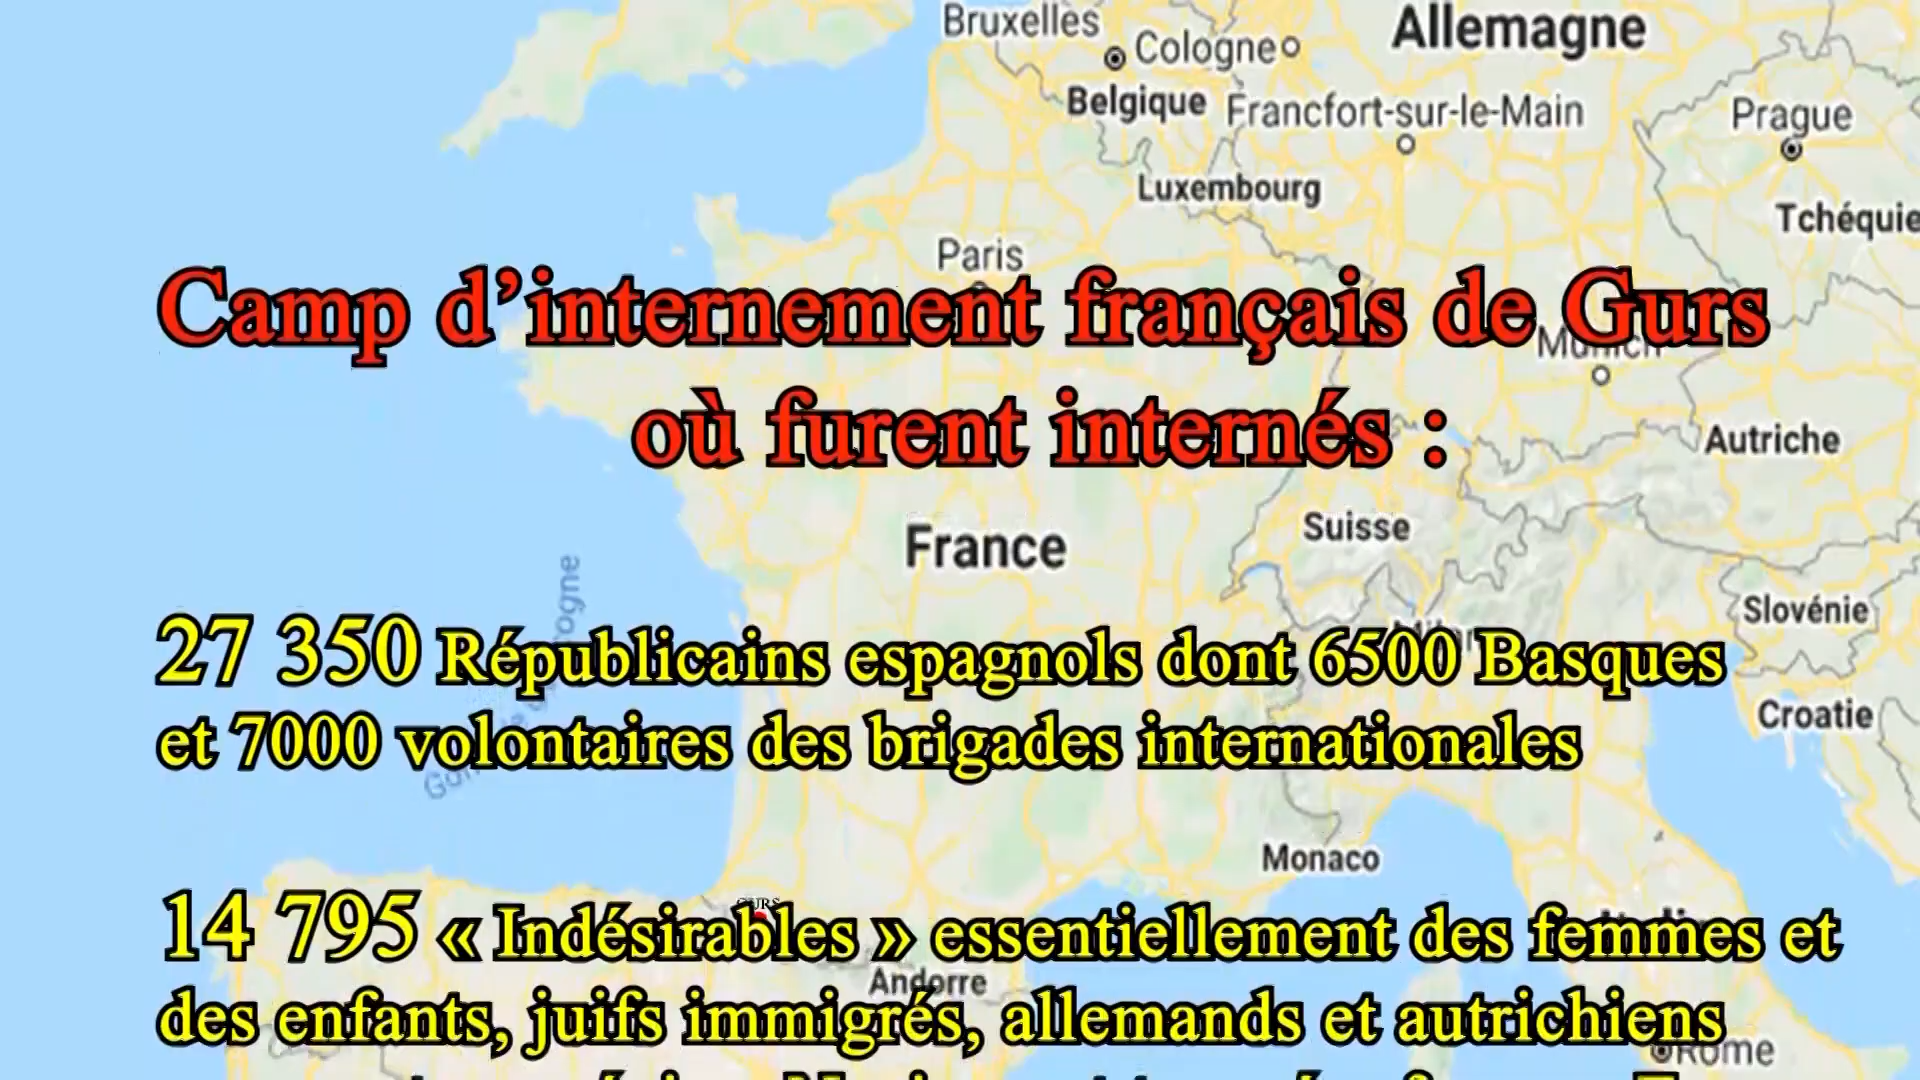 Bruxelles
Allemagne
Cologne
Belgique
Francfort-sur-le-Main
Prague
Luxembourg
Tchéquie
Paris
Camp d’internement français de Gurs
Munich
où furent internés :
Autriche
France
Suisse
Slovénie
27 350 Républicains espagnols dont 6500 Basques
Croatie
et 7000 volontaires des brigades internationales
Monaco
GURS
14 795 « Indésirables » essentiellement des femmes et
Andorre
des enfants, juifs immigrés, allemands et autrichiens
Rome